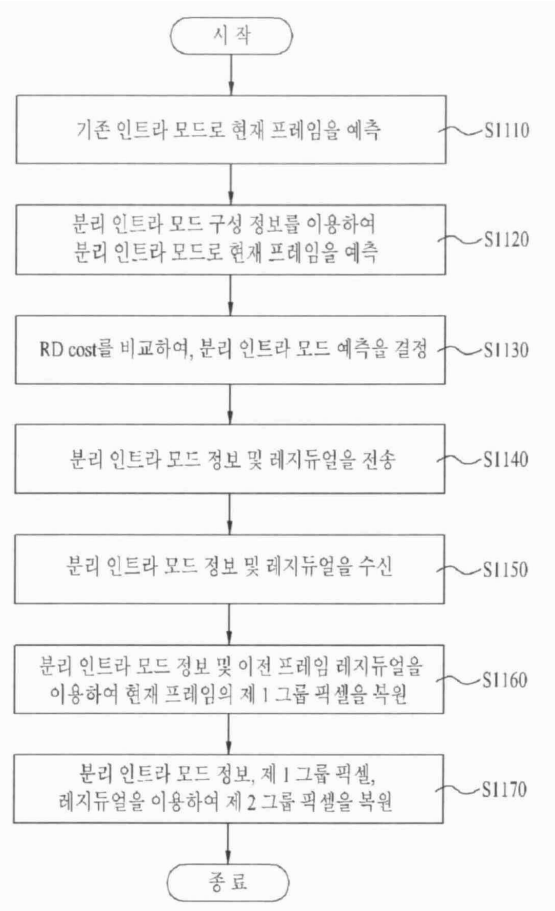 시 작
기존 인트라 모드로 현재 프레임을 예측
S1110
분리 인트라 모드 구성 정보를 이용하여
분리 인트라 모드로 현재 프레임을 예측
S1120
RD cost를 비교하여, 분리 인트라 모드 예측을 결정
S1130
분리 인트라 모드 정보 및 레지듀얼을 전송
S1140
분리 인트라 모드 정보 및 레지듀얼을 수신
S1150
분리 인트라 모드 정보 및 이전 프레임 레지듀얼을
이용하여 현재 프레임의 제 1 그룹 픽셀을 복원
S1160
분리 인트라 모드 정보, 제 1 그룹 픽셀,
레지듀얼을 이용하여 제 2 그룹 픽셀을 복원
S1170
종 료